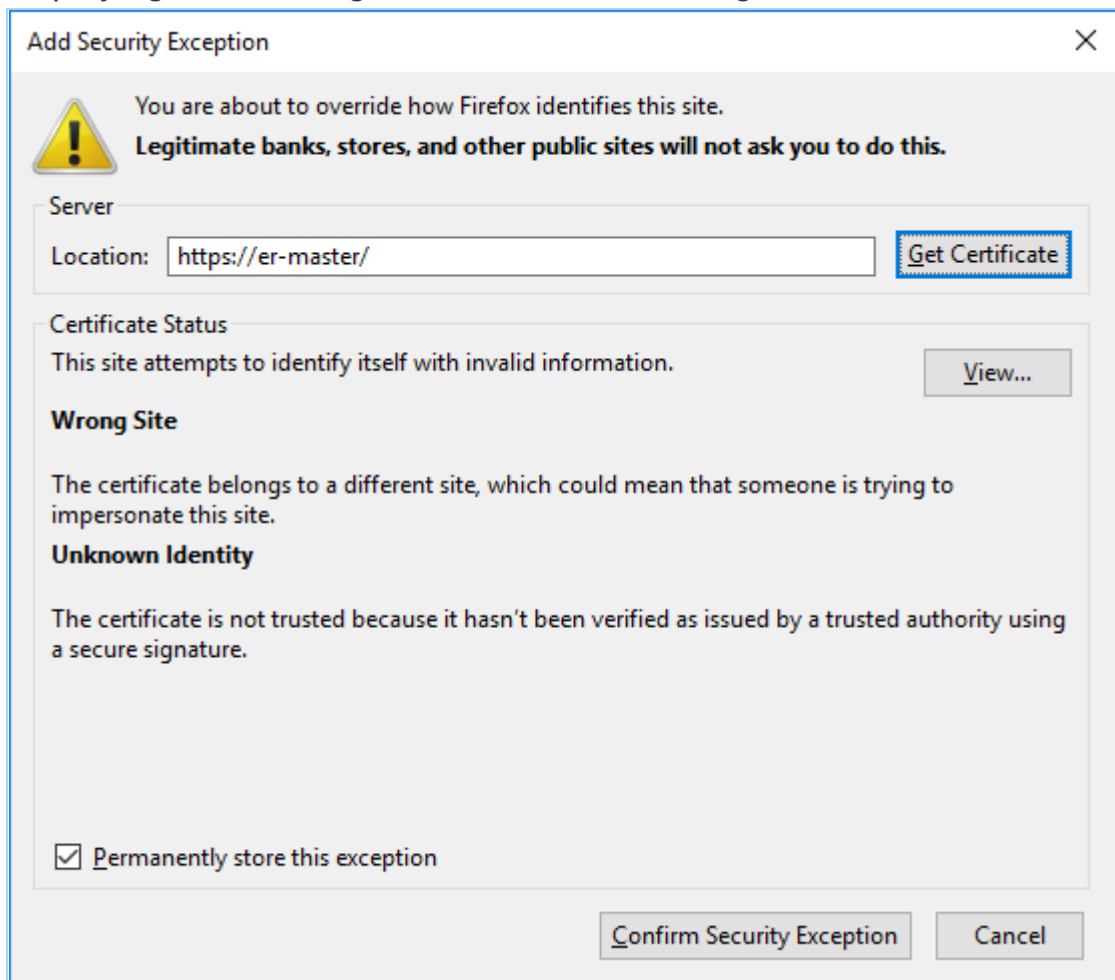 Add Security Exception
You are about to override how Firefox identifies this site.
Legitimate banks, stores, and other public sites will not ask you to do this.
Server
Location:
https://er-master/
Get Certificate
Certificate Status
This site attempts to identify itself with invalid information.
View...
Wrong Site
The certificate belongs to a different site, which could mean that someone is trying to
impersonate this site.
Unknown Identity
The certificate is not trusted because it hasn't been verified as issued by a trusted authority using
a secure signature.
Permanently store this exception
Confirm Security Exception
Cancel